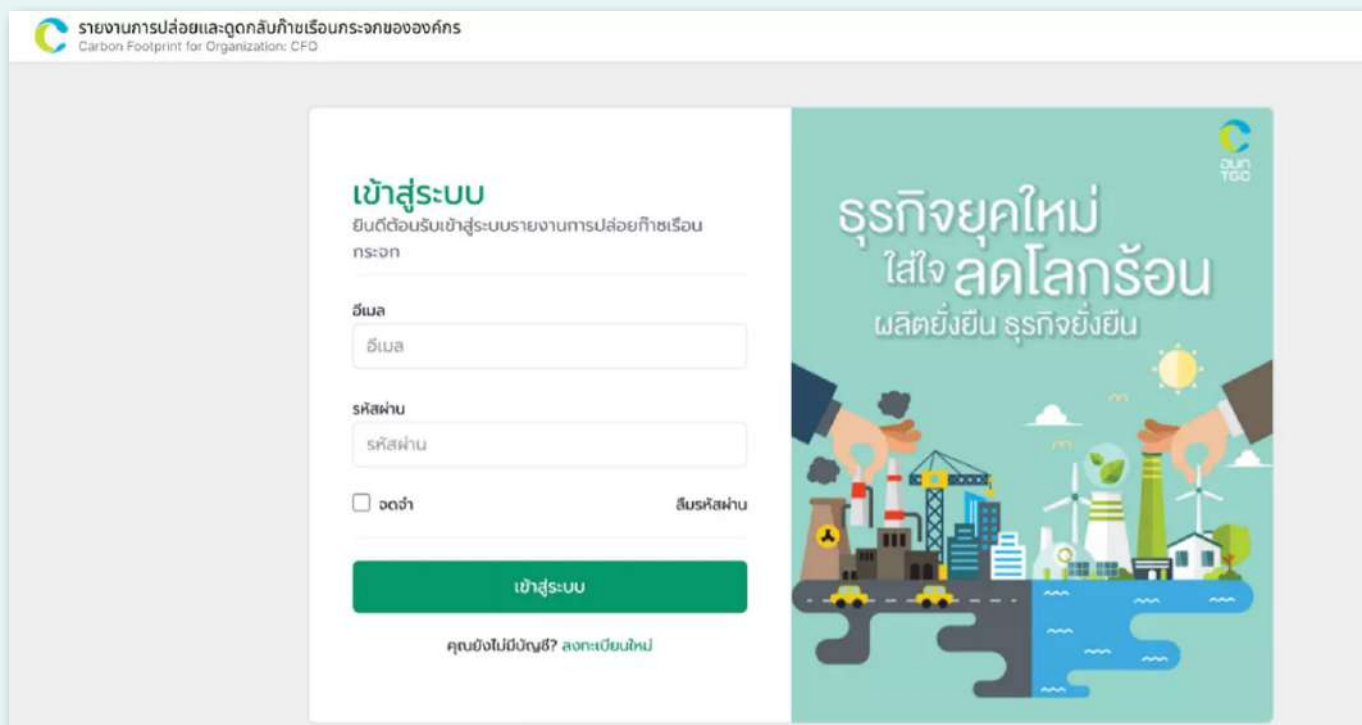 รายงานการปล่อยและดูดกลับก๊าซเรือนกระจกขององค์กร
Carbon Footprint for Organization: CFO
เข้าสู่ระบบ
ยินดีต้อนรับเข้าสู่ระบบรายงานการปล่อยก๊าซเรือน
กระจก
อีเมล
อีเมล
รหัสผ่าน
รหัสผ่าน
จดจำ
ลืมรหัสผ่าน
เข้าสู่ระบบ
คุณยังไม่มีบัญชี? ลงทะเบียนใหม่
อบก
TGO
ธุรกิจยุคใหม่
ใส่ใจ ลดโลกร้อน
ผลิตยั่งยืน ธุรกิจยั่งยืน